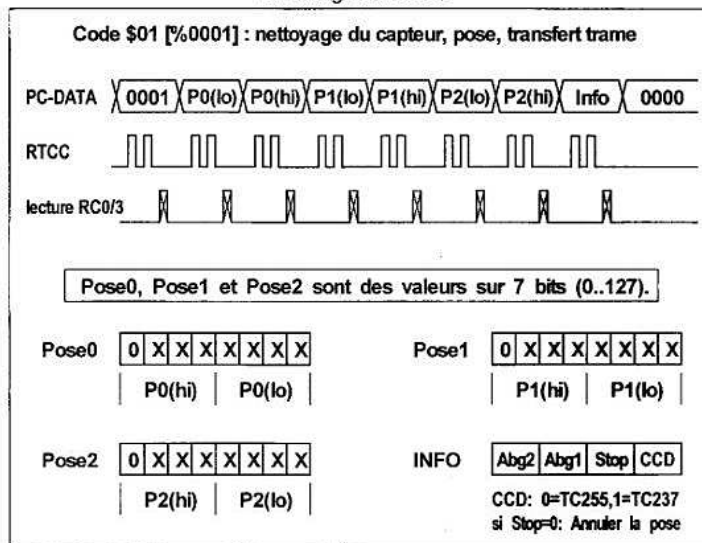 Code $01 [%0001] : nettoyage du capteur, pose, transfert trame
PC-DATA 0001 P0(lo) P0(hi) P1(lo) P1(hi) P2(lo) P2(hi) Info 0000
RTCC
lecture RC0/3
Pose0, Pose1 et Pose2 sont des valeurs sur 7 bits (0..127).
Pose0 0 X X X X X X X
P0(hi) P0(lo)
Pose1 0 X X X X X X X
P1(hi) P1(lo)
Pose2 0 X X X X X X X
P2(hi) P2(lo)
INFO Abg2 Abg1 Stop CCD
CCD: 0=TC255,1=TC237
si Stop=0: Annuler la pose